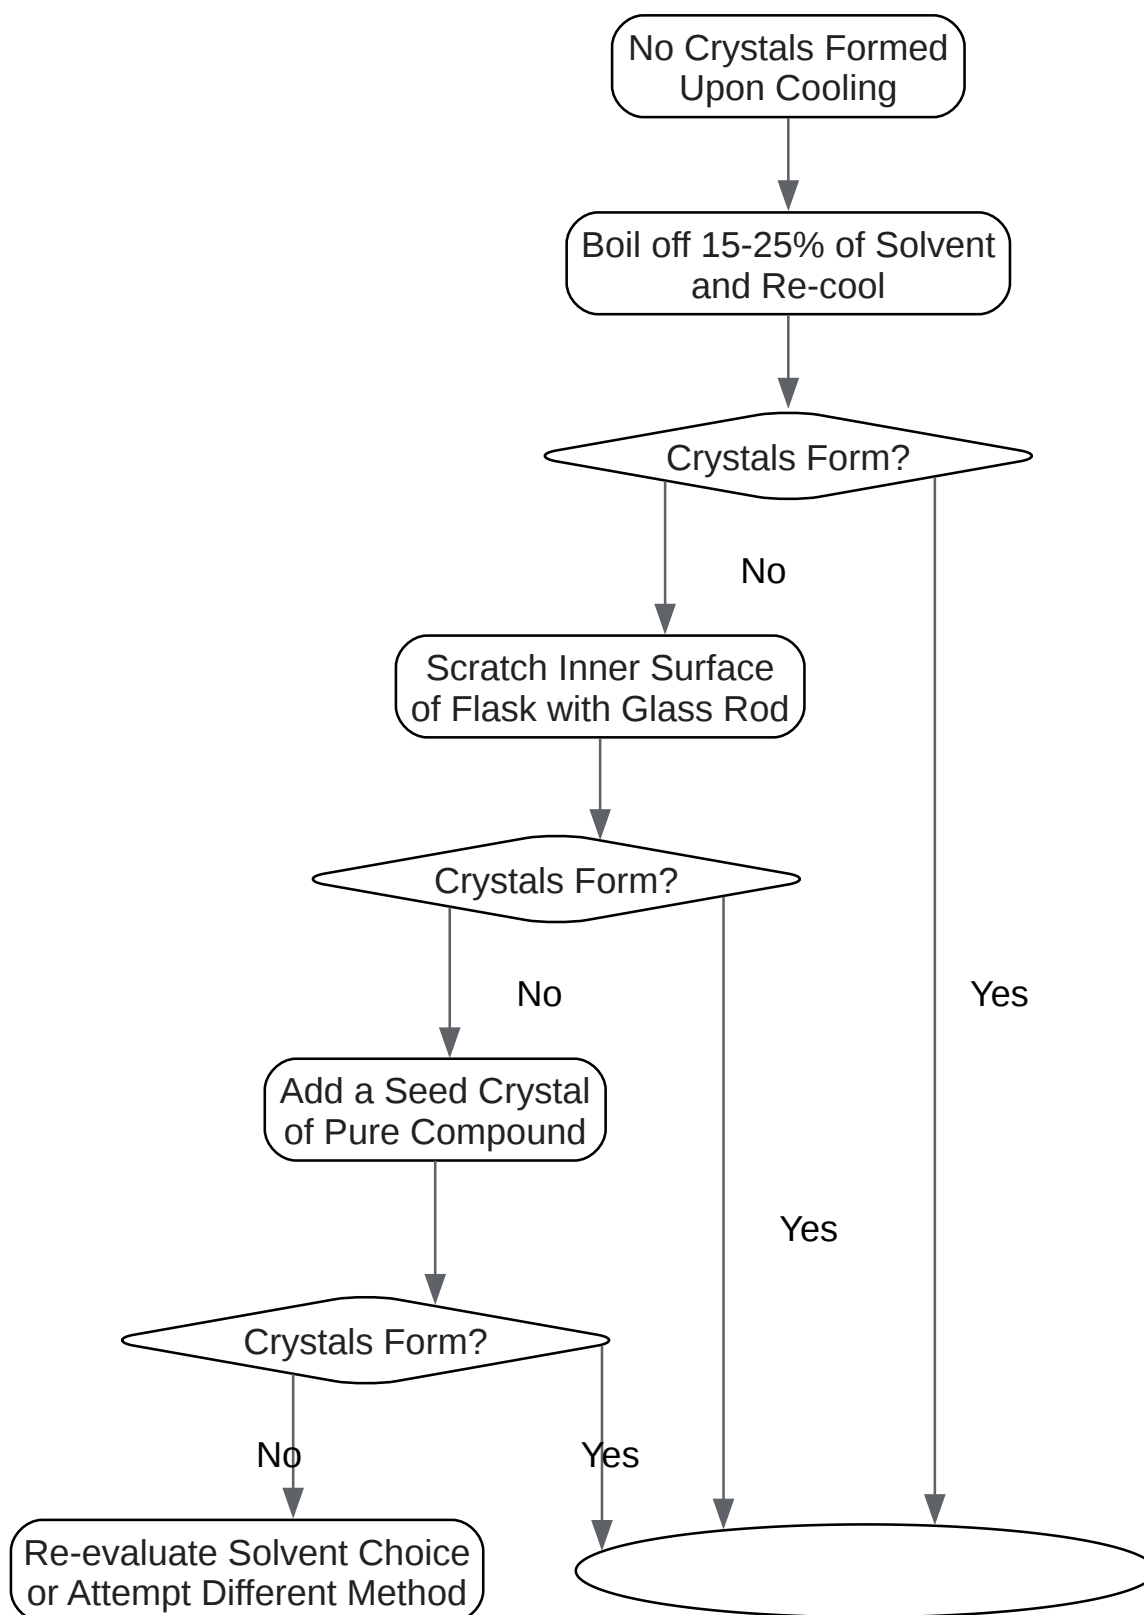 No Crystals Formed
Upon Cooling
Boil off 15-25% of Solvent
and Re-cool
Crystals Form?
No
Scratch Inner Surface
of Flask with Glass Rod
Crystals Form?
No
Yes
Add a Seed Crystal
of Pure Compound
Yes
Crystals Form?
No
Yes
Re-evaluate Solvent Choice
or Attempt Different Method